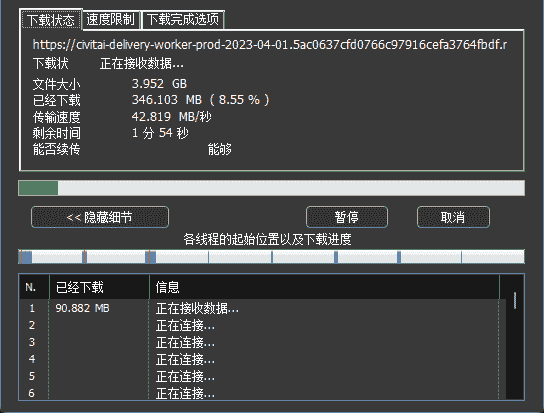 下载状态 速度限制 下载完成选项
https://civitai-delivery-worker-prod-2023-04-01.5ac0637cfd0766c97916cefa3764fbdf.r
下载状 正在接收数据...
文件大小 3.952 GB
已经下载 346.103 MB ( 8.55 % )
传输速度 42.819 MB/秒
剩余时间 1 分 54 秒
能否续传 能够
<< 隐藏细节 暂停 取消
各线程的起始位置以及下载进度
N. 已经下载 信息
1 90.882 MB 正在接收数据...
2 正在连接...
3 正在连接...
4 正在连接...
5 正在连接...
6 正在连接...